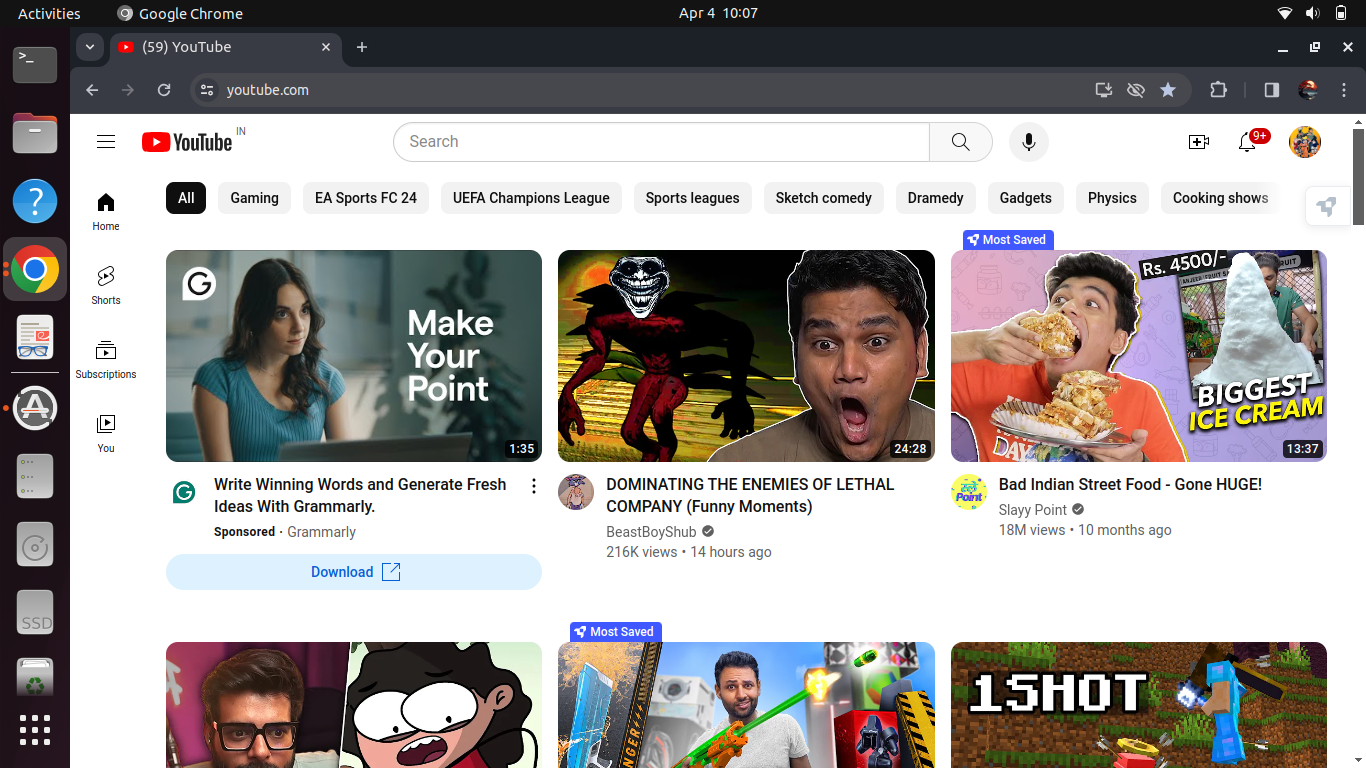 Activities
Google Chrome
Apr 4 10:07
(59) YouTube
youtube.com
YouTube IN
Search
9+
All
Gaming
EA Sports FC 24
UEFA Champions League
Sports leagues
Sketch comedy
Dramedy
Gadgets
Physics
Cooking shows
Home
Shorts
Subscriptions
You
G
Make
Your
Point
1:35
Write Winning Words and Generate Fresh
Ideas With Grammarly.
Sponsored · Grammarly
Download
24:28
DOMINATING THE ENEMIES OF LETHAL
COMPANY (Funny Moments)
BeastBoyShub
216K views • 14 hours ago
Most Saved
Rs. 4500/-
BIGGEST
ICE CREAM
13:37
Point
Bad Indian Street Food - Gone HUGE!
Slayy Point
18M views • 10 months ago
Most Saved
1SHOT
SSD